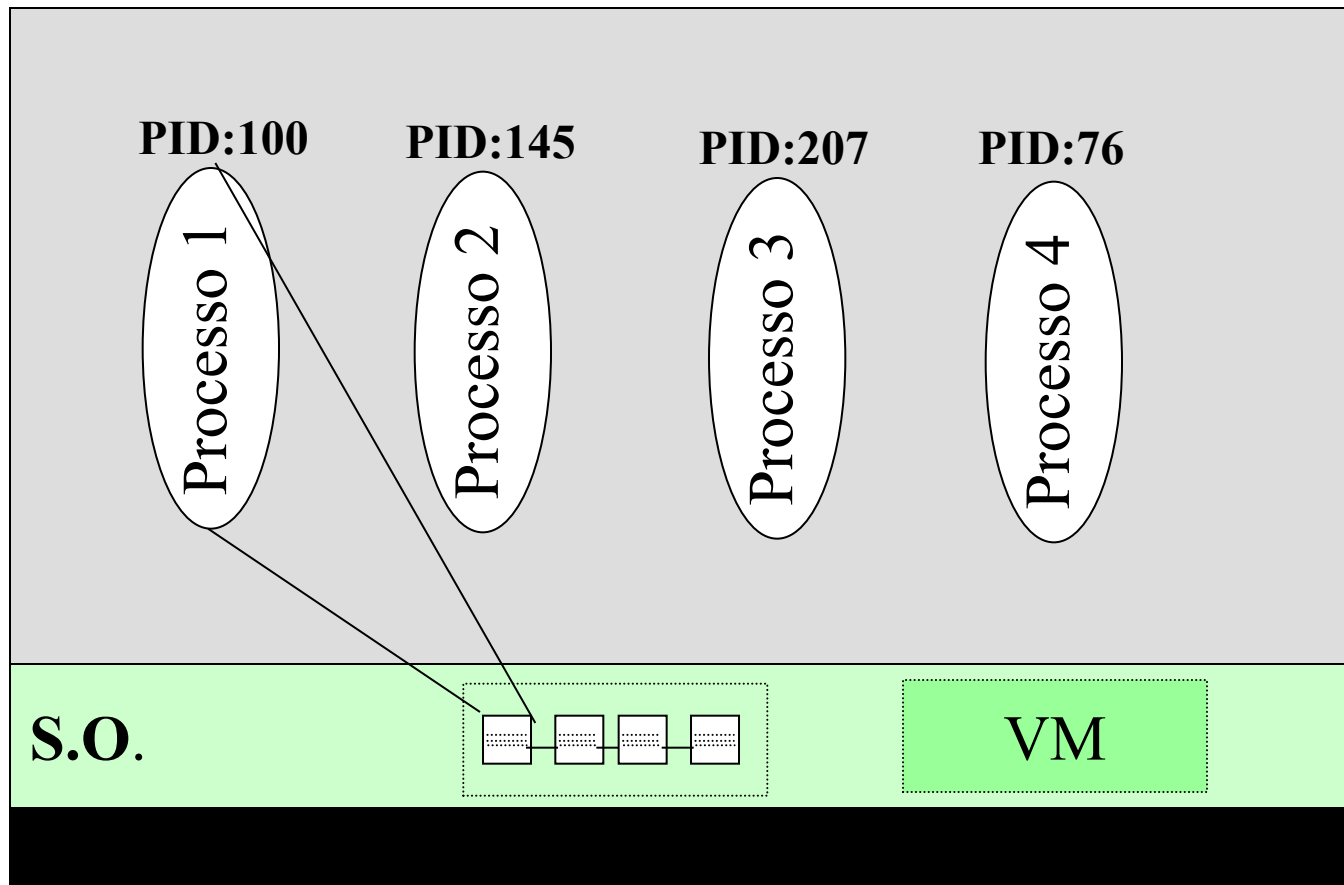 PID:100
PID:145
PID:207
PID:76
Processo 1
Processo 2
Processo 3
Processo 4
S.O.
VM